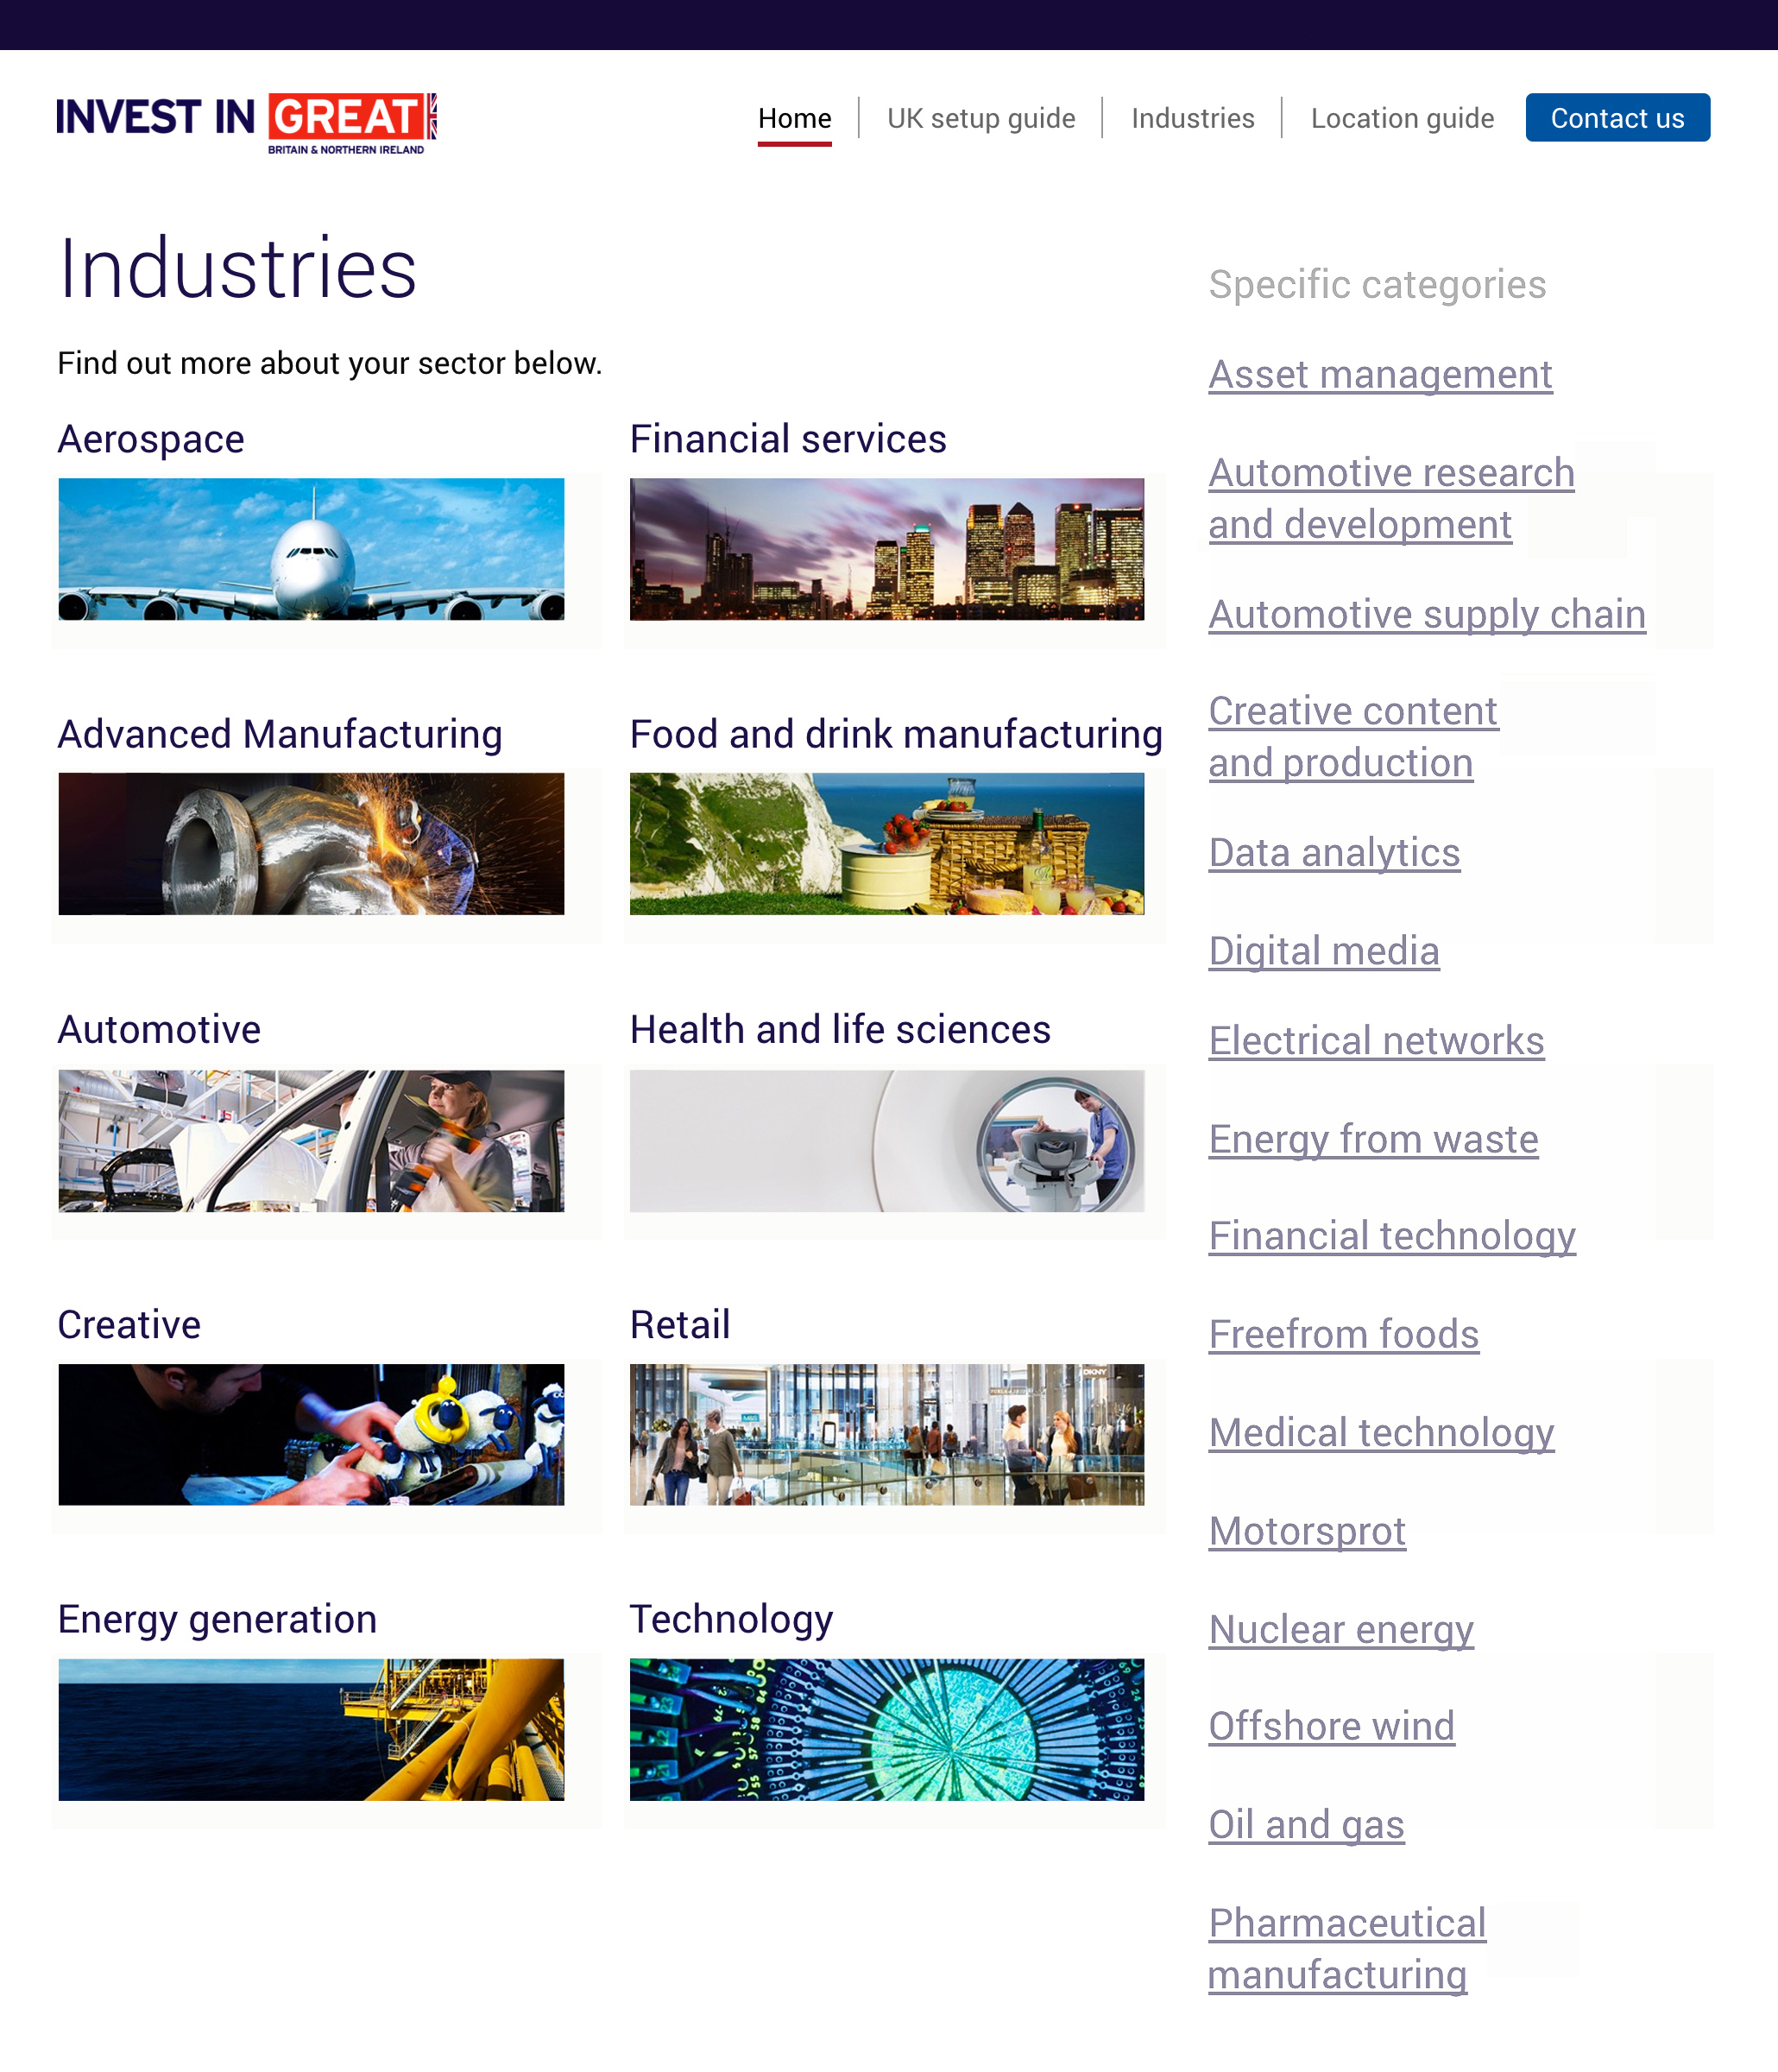 INVEST IN GREAT
BRITAIN & NORTHERN IRELAND
Home
UK setup guide
Industries
Location guide
Contact us
Industries
Find out more about your sector below.
Aerospace
Financial services
Advanced Manufacturing
Food and drink manufacturing
Automotive
Health and life sciences
Creative
Retail
DKNY
Energy generation
Technology
Specific categories
Asset management
Automotive research
and development
Automotive supply chain
Creative content
and production
Data analytics
Digital media
Electrical networks
Energy from waste
Financial technology
Freefrom foods
Medical technology
Motorsprot
Nuclear energy
Offshore wind
Oil and gas
Pharmaceutical
manufacturing